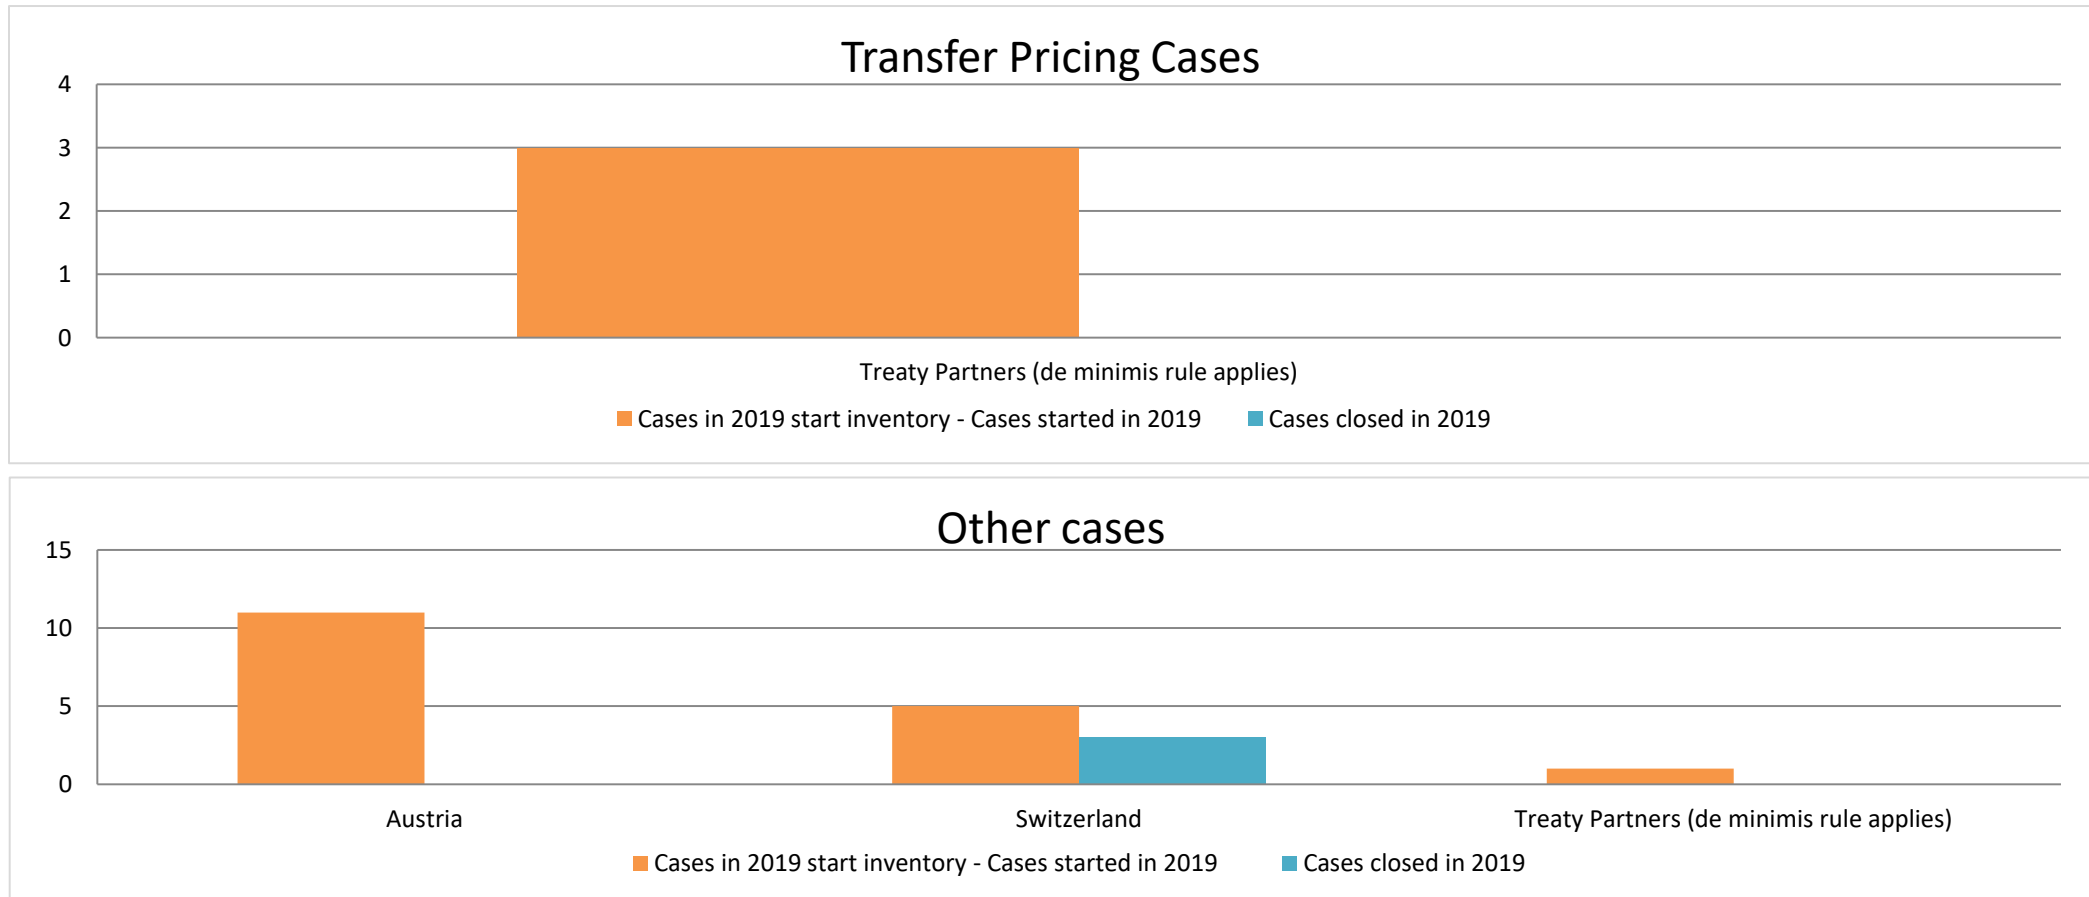 Transfer Pricing Cases
4
3
2
1
0
Treaty Partners (de minimis rule applies)
Cases in 2019 start inventory - Cases started in 2019 Cases closed in 2019
Other cases
15
10
5
0
Austria Switzerland Treaty Partners (de minimis rule applies)
Cases in 2019 start inventory - Cases started in 2019 Cases closed in 2019